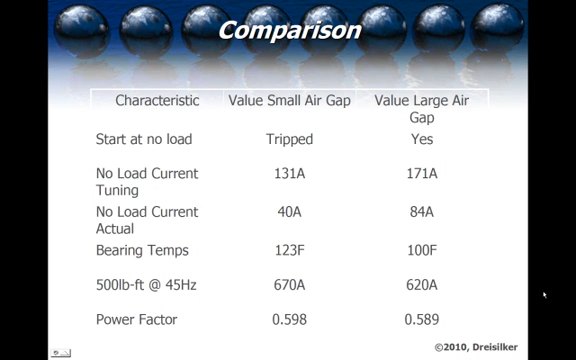 Comparison
Characteristic Value Small Air Gap Value Large Air
Gap
Start at no load Tripped Yes
No Load Current 131A 171A
Tuning
No Load Current 40A 84A
Actual
Bearing Temps 123F 100F
500lb-ft @ 45Hz 670A 620A
Power Factor 0.598 0.589
©2010, Dreisilker